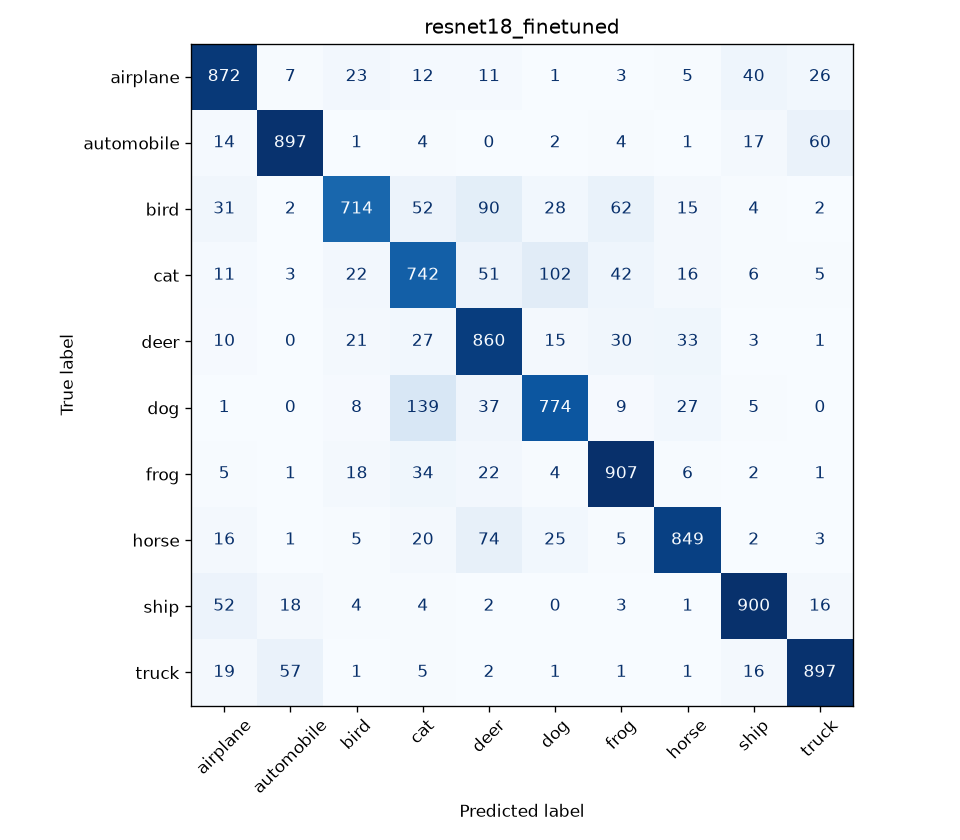 resnet18_finetuned
airplane 872 7 23 12 11 1 3 5 40 26
automobile 14 897 1 4 0 2 4 1 17 60
bird 31 2 714 52 90 28 62 15 4 2
cat 11 3 22 742 51 102 42 16 6 5
deer 10 0 21 27 860 15 30 33 3 1
dog 1 0 8 139 37 774 9 27 5 0
frog 5 1 18 34 22 4 907 6 2 1
horse 16 1 5 20 74 25 5 849 2 3
ship 52 18 4 4 2 0 3 1 900 16
truck 19 57 1 5 2 1 1 1 16 897
True label
airplane automobile bird cat deer dog frog horse ship truck
Predicted label